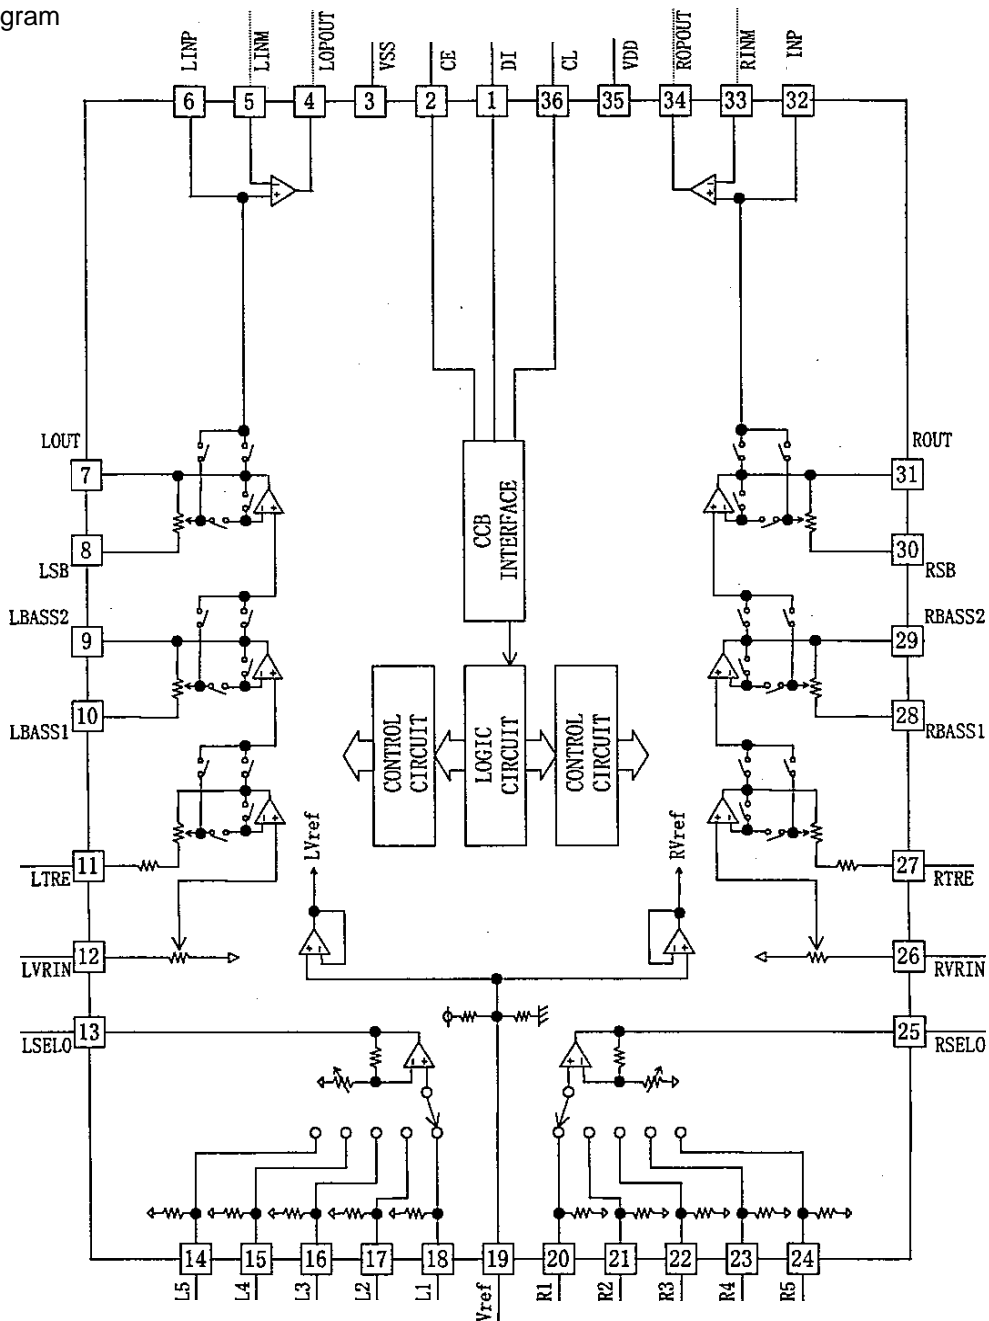 gram
LINP
LINM
LOPOUT
VSS
CE
DI
CL
VDD
ROPOUT
RINM
INP
6
5
4
3
2
1
36
35
34
33
32
LOUT
7
8
LSB
LBASS2
9
10
LBASS1
11
LTRE
12
LVRIN
13
LSELO
ROUT
31
30
RSB
RBASS2
29
28
RBASS1
27
RTRE
26
RVRIN
25
RSELO
CCB
INTERFACE
CONTROL
CIRCUIT
LOGIC
CIRCUIT
CONTROL
CIRCUIT
LVref
RVref
14
15
16
17
18
19
20
21
22
23
24
L5
L4
L3
L2
L1
Vref
R1
R2
R3
R4
R5